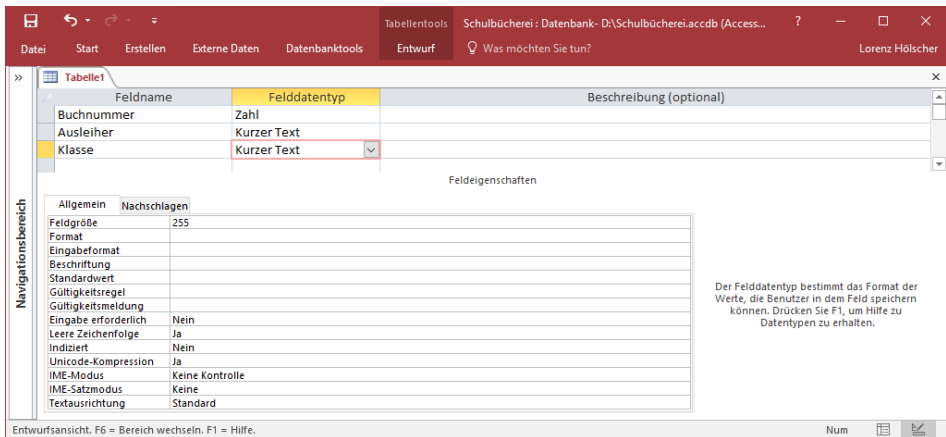 Tabellentools Schulbücherei : Datenbank- D:\Schulbücherei.accdb (Access... ?
Datei Start Erstellen Externe Daten Datenbanktools Entwurf Was möchten Sie tun? Lorenz Hölscher
» Tabelle1
Feldname Felddatentyp Beschreibung (optional)
Buchnummer Zahl
Ausleiher Kurzer Text
Klasse Kurzer Text
Feldeigenschaften
Navigationsbereich
Allgemein Nachschlagen
Feldgröße 255
Format
Eingabeformat
Beschriftung
Standardwert
Gültigkeitsregel
Gültigkeitsmeldung
Eingabe erforderlich Nein
Leere Zeichenfolge Ja
Indiziert Nein
Unicode-Kompression Ja
IME-Modus Keine Kontrolle
IME-Satzmodus Keine
Textausrichtung Standard
Der Felddatentyp bestimmt das Format der
Werte, die Benutzer in dem Feld speichern
können. Drücken Sie F1, um Hilfe zu
Datentypen zu erhalten.
Entwurfsansicht. F6 = Bereich wechseln. F1 = Hilfe. Num